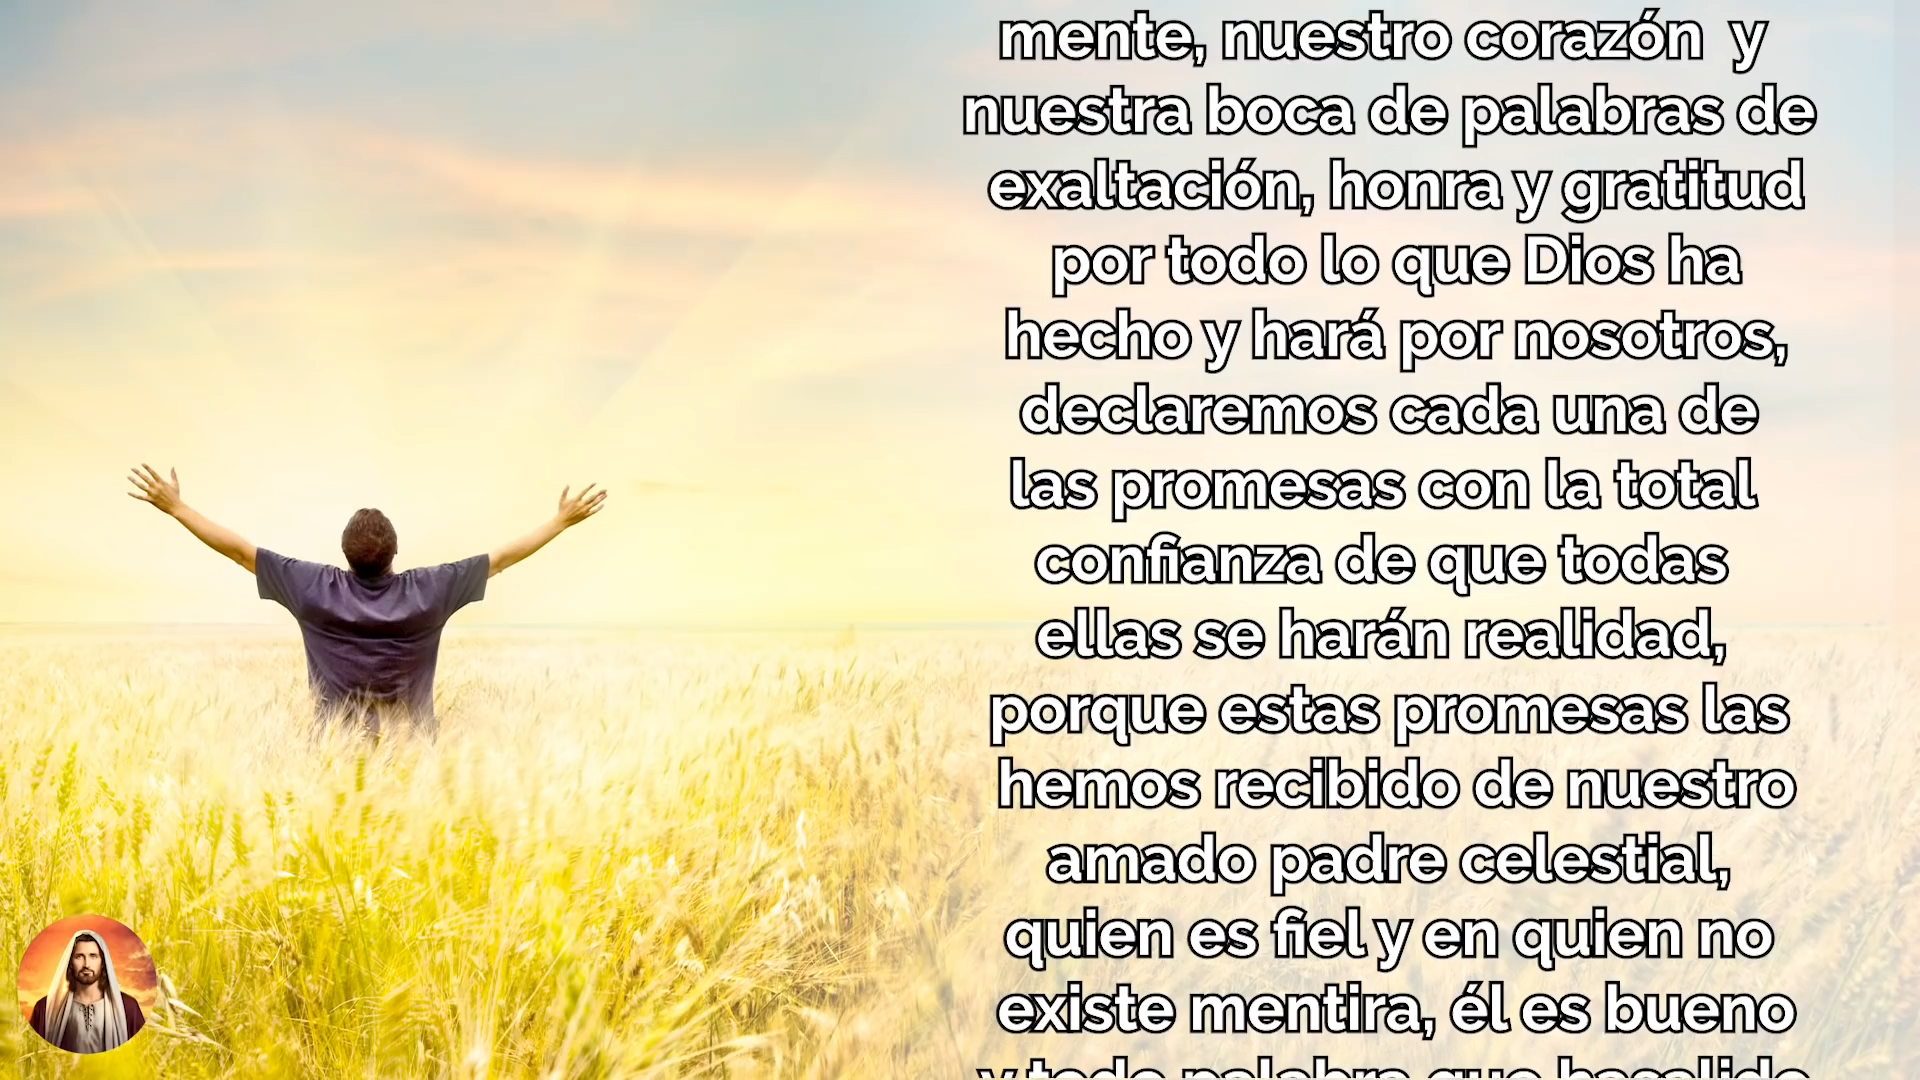 mente, nuestro corazón y
nuestra boca de palabras de
exaltación, honra y gratitud
por todo lo que Dios ha
hecho y hará por nosotros,
declaremos cada una de
las promesas con la total
confianza de que todas
ellas se harán realidad,
porque estas promesas las
hemos recibido de nuestro
amado padre celestial,
quien es fiel y en quien no
existe mentira, él es bueno
y toda palabra que